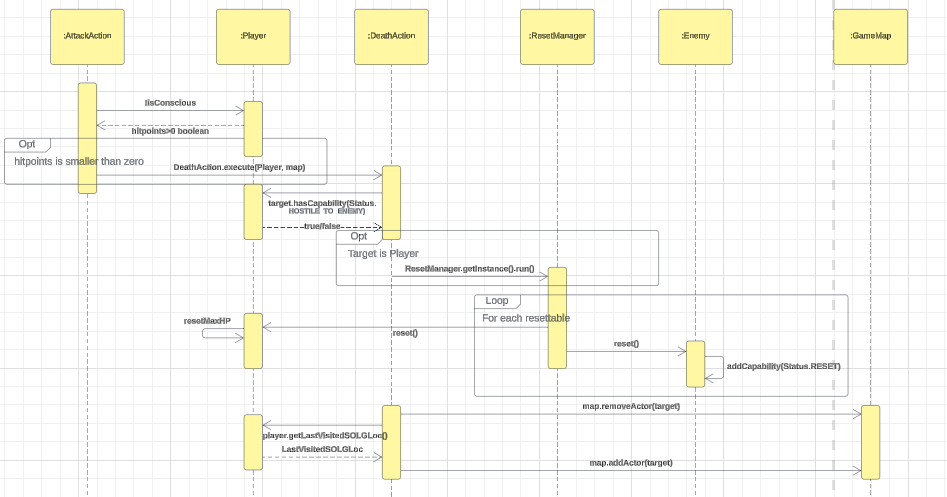 :AttackAction
:Player
:DeathAction
:ResetManager
:Enemy
:GameMap
!isConscious
hitpoints>0 boolean
Opt
hitpoints is smaller than zero
DeathAction.execute(Player, map)
target.hasCapability(Status.
HOSTILE_TO_ENEMY)
true/false
Opt
Target is Player
ResetManager.getInstance().run()
Loop
For each resettable
resetMaxHP
reset()
reset()
addCapability(Status.RESET)
map.removeActor(target)
player.getLastVisitedSOLGLoc()
LastVisitedSOLGLoc
map.addActor(target)